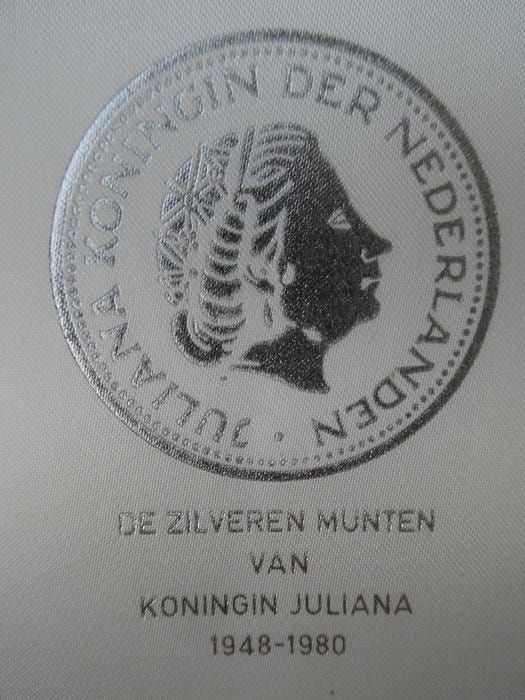 JULIANA KONINGIN DER NEDERLANDEN ·
DE ZILVEREN MUNTEN
VAN
KONINGIN JULIANA
1948-1980